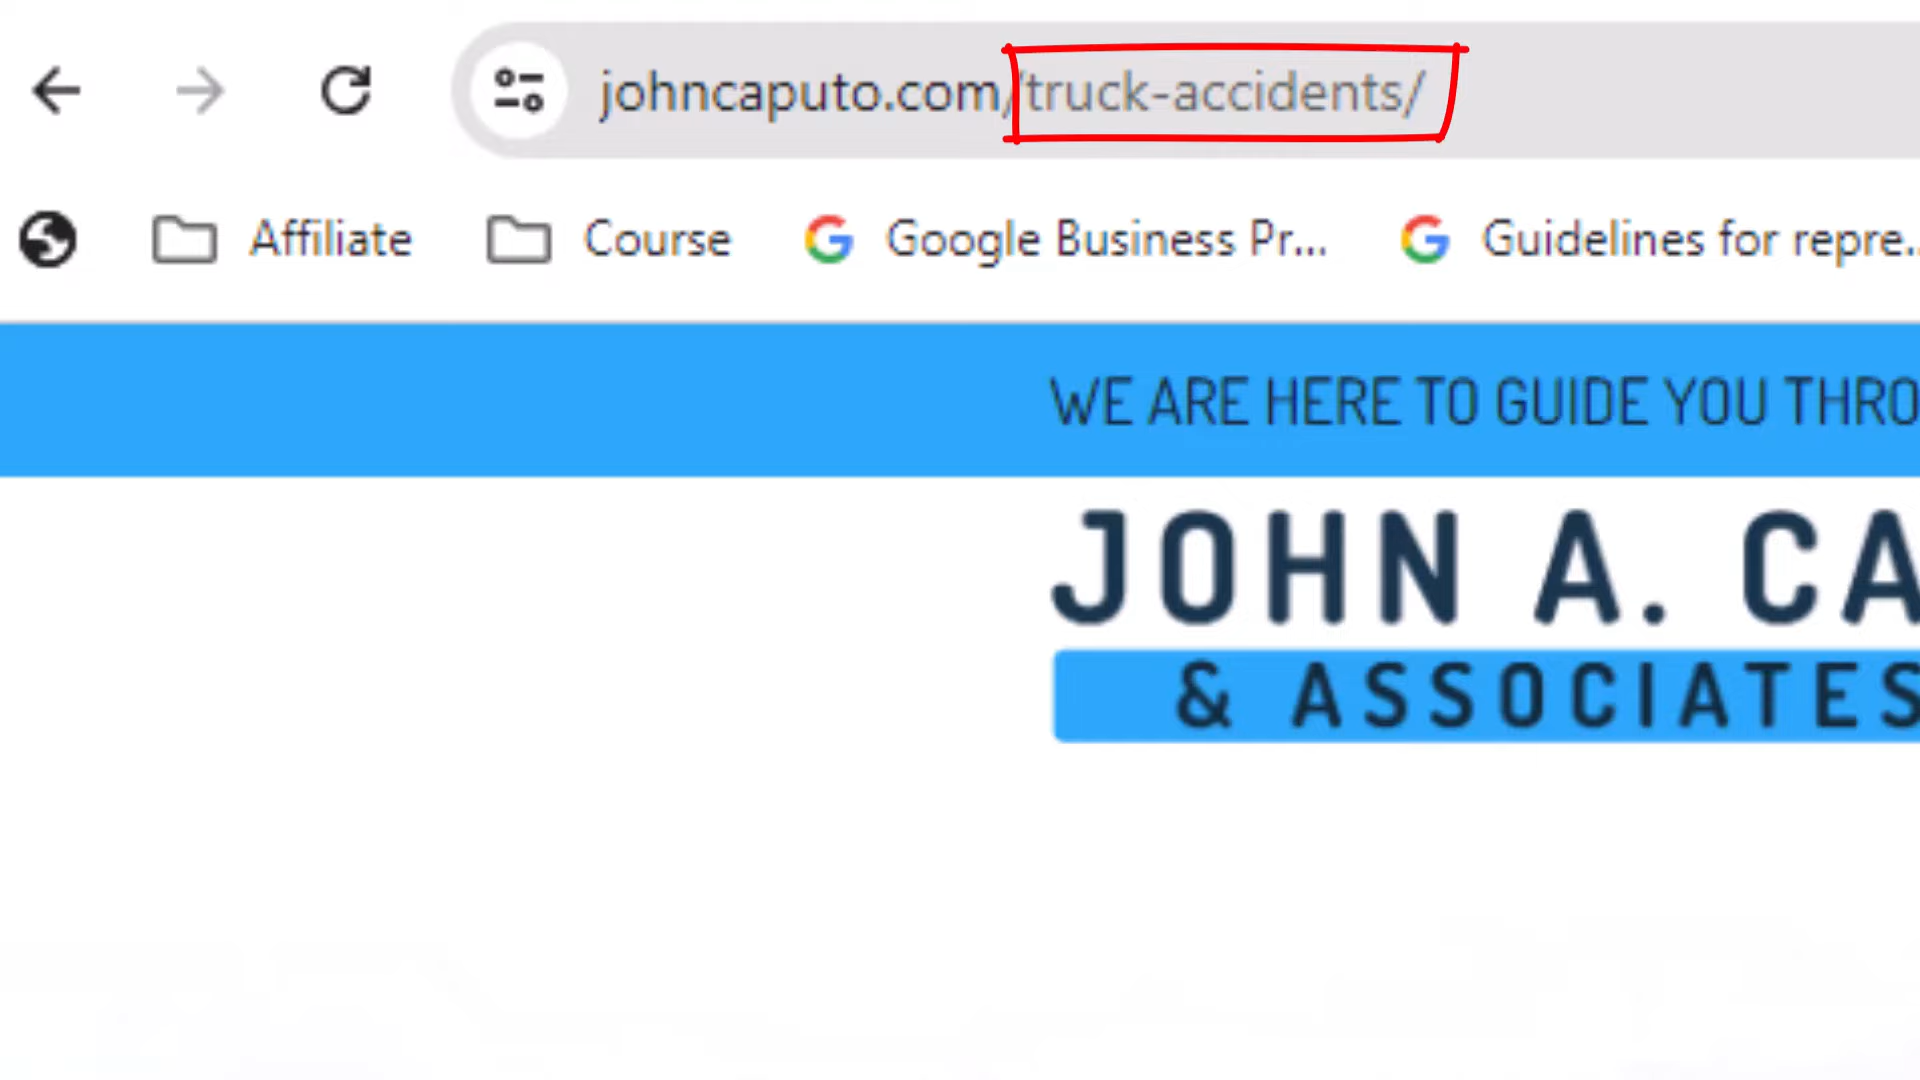 johncaputo.com/truck-accidents/
Affiliate Course Google Business Pr... Guidelines for repre..
WE ARE HERE TO GUIDE YOU THRO
JOHN A. CA
& ASSOCIATES